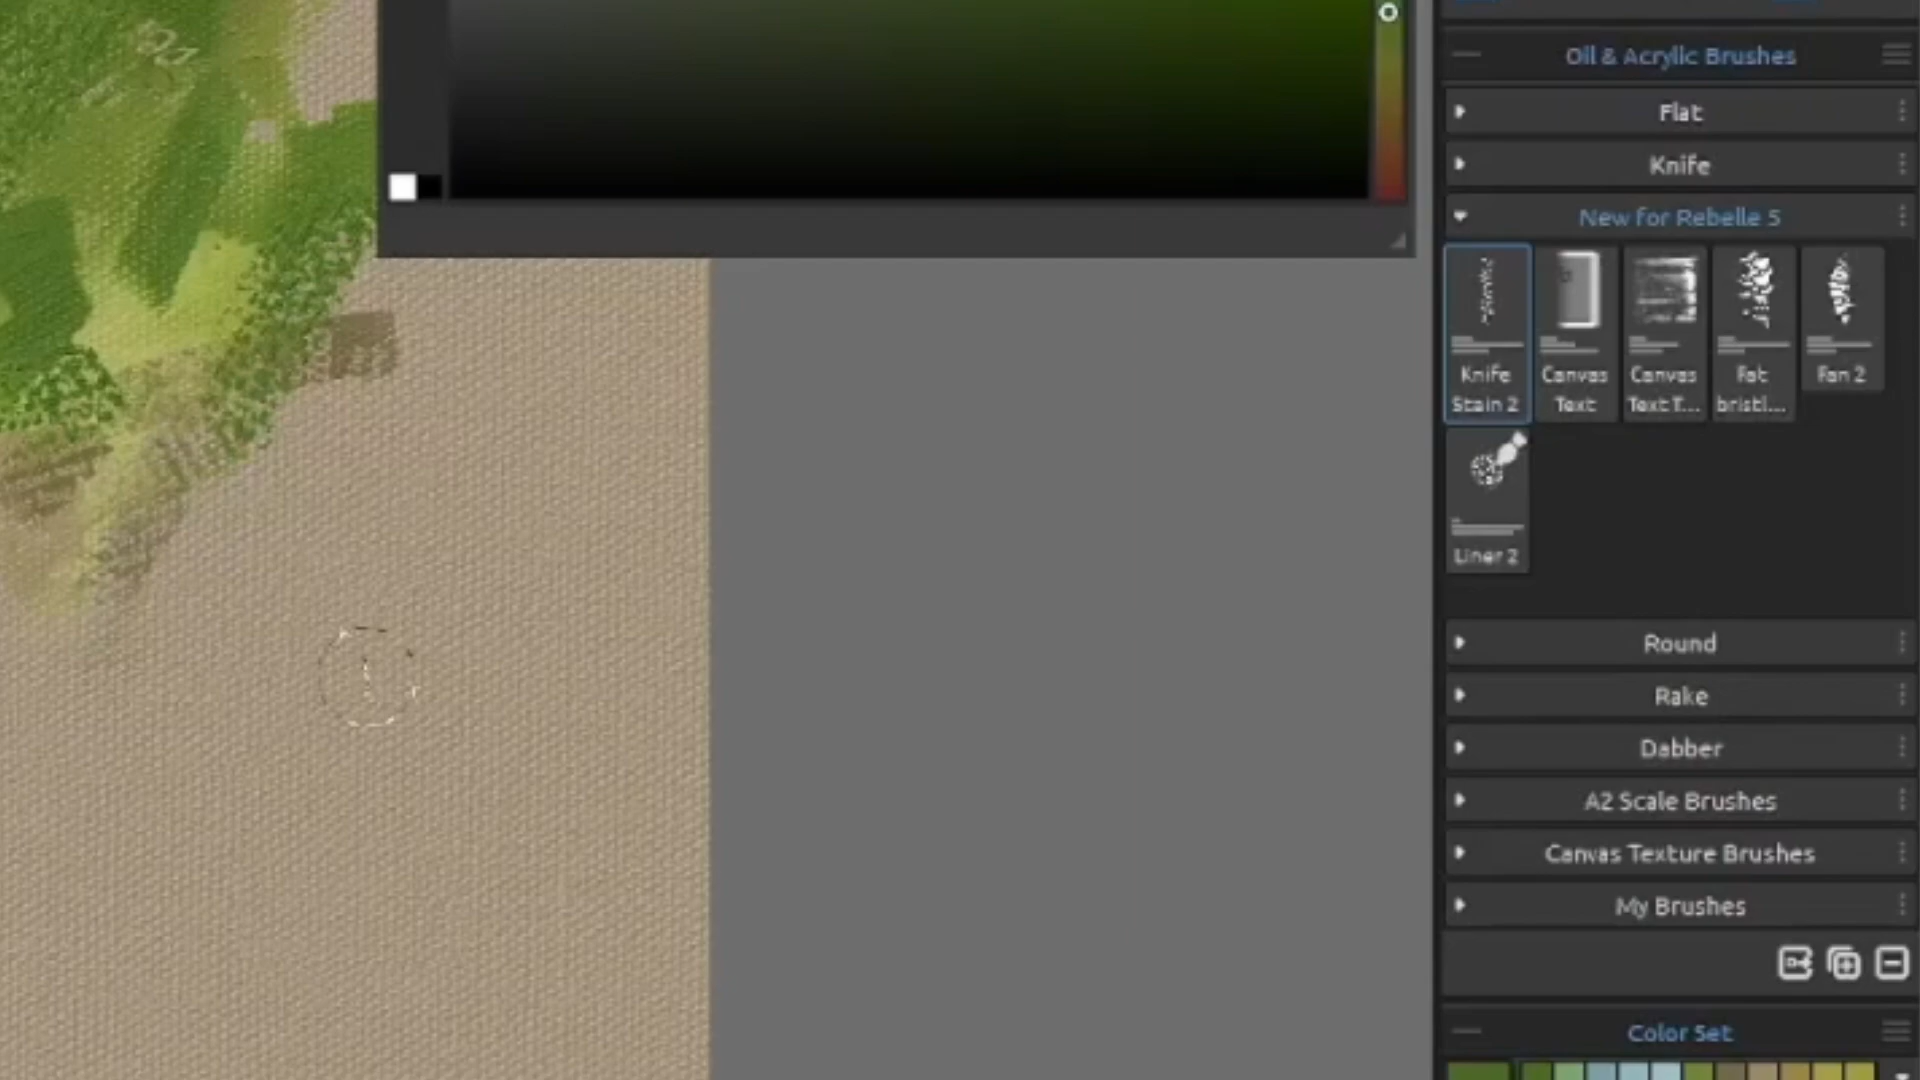 Oil & Acrylic Brushes
Flat
Knife
New for Rebelle 5
Knife
Stain 2
Canvas
Text
Canvas
Text T...
Fat
bristl...
Fan 2
Liner 2
Round
Rake
Dabber
A2 Scale Brushes
Canvas Texture Brushes
My Brushes
Color Set